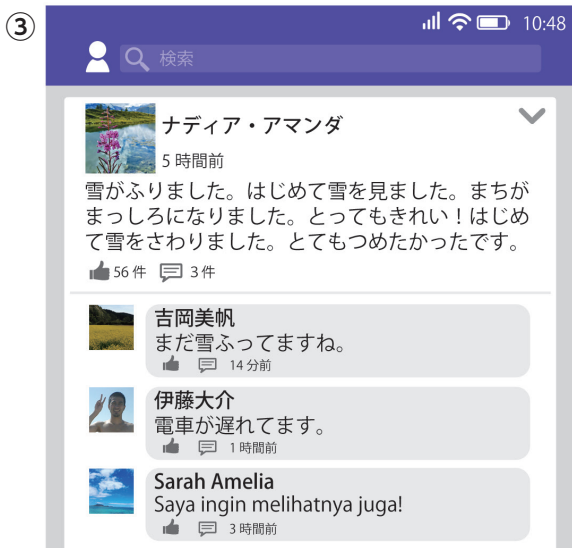 ③
10:48
検索
ナディア・アマンダ
5 時間前
雪がふりました。はじめて雪を見ました。まちが
まっしろになりました。とってもきれい！はじめ
て雪をさわりました。とてもつめたかったです。
56 件 3 件
吉岡美帆
まだ雪ふってますね。
14 分前
伊藤大介
電車が遅れてます。
1 時間前
Sarah Amelia
Saya ingin melihatnya juga!
3 時間前